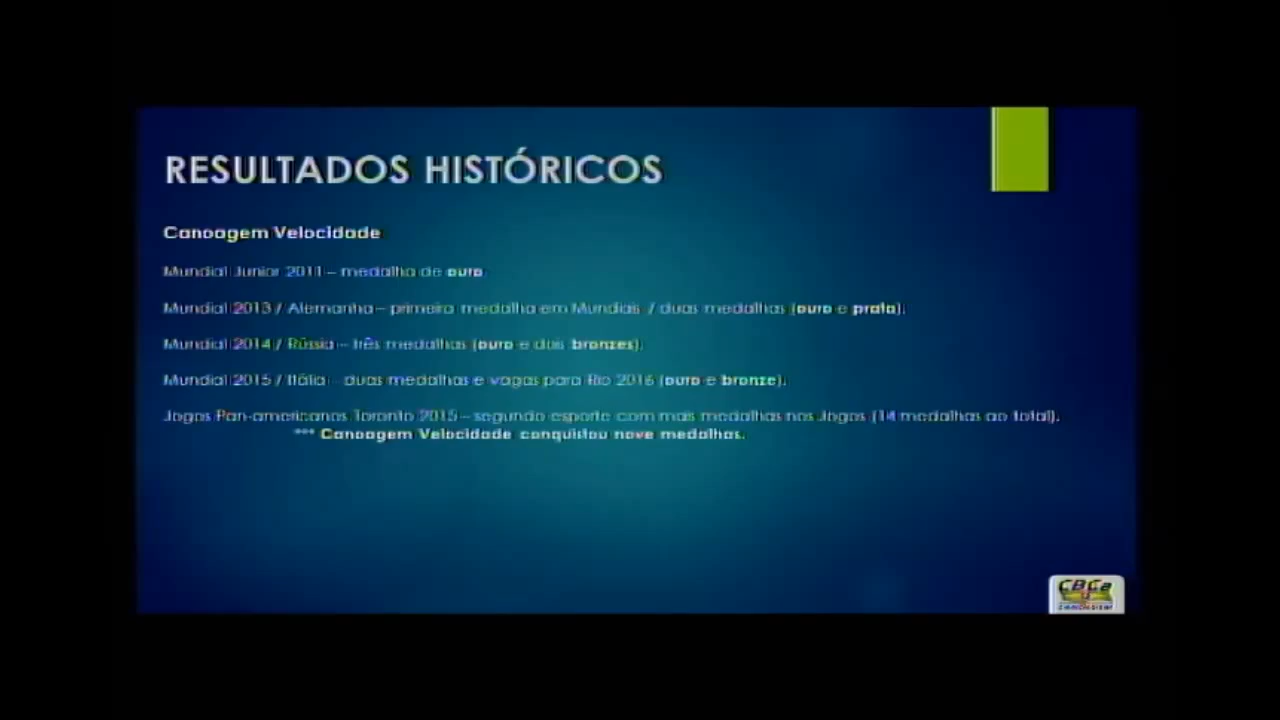 RESULTADOS HISTÓRICOS
Canoagem Velocidade
Mundial Junior 2011 – medalha de ouro
Mundial 2013 / Alemanha – primeira medalha em Mundiais / duas medalhas (ouro e prata).
Mundial 2014 / Rússia – três medalhas (ouro e dois bronzes).
Mundial 2015 / Itália – duas medalhas e vagas para Rio 2016 (ouro e bronze).
Jogos Pan-americanos Toronto 2015 – segundo esporte com mais medalhas nos Jogos (14 medalhas ao total).
*** Canoagem Velocidade conquistou nove medalhas.
CBCa